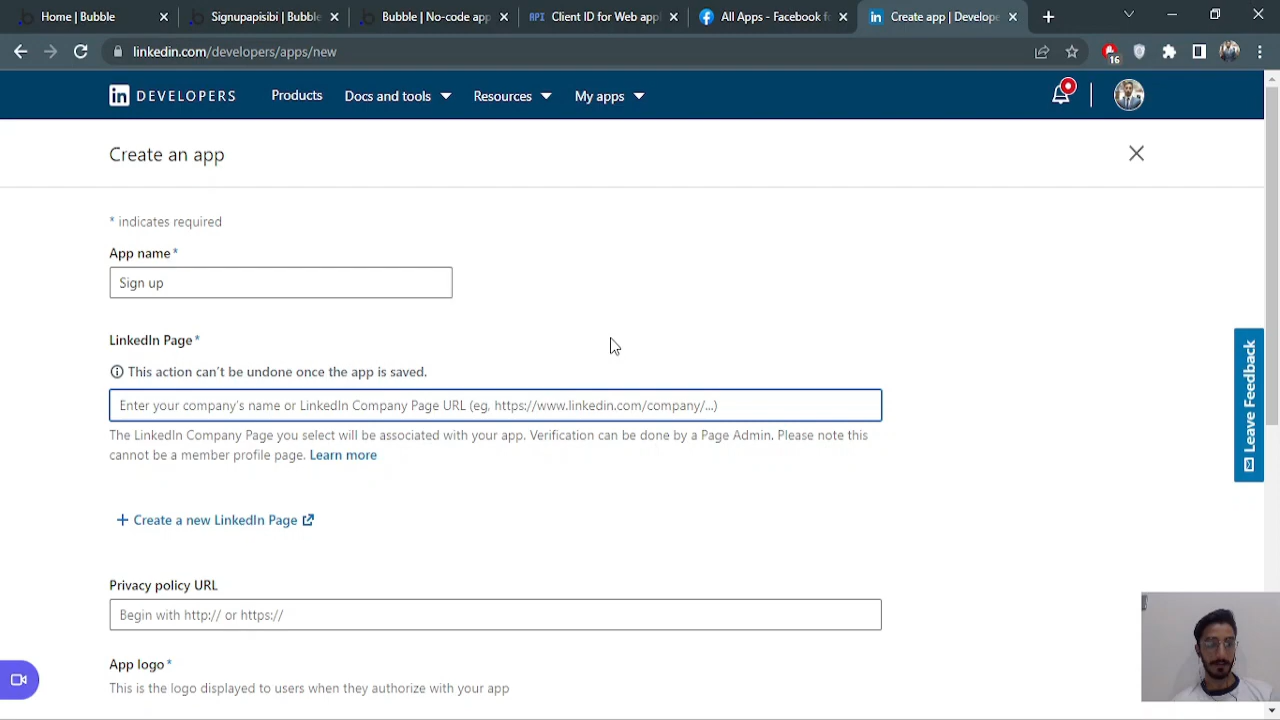 Home | Bubble
Signupapisibi | Bubble
Bubble | No-code app
API
Client ID for Web appl
All Apps - Facebook fo
in
Create app | Develope
linkedin.com/developers/apps/new
16
in DEVELOPERS
Products
Docs and tools
Resources
My apps
Create an app
* indicates required
App name*
Sign up
LinkedIn Page*
This action can't be undone once the app is saved.
Enter your company's name or LinkedIn Company Page URL (eg, https://www.linkedin.com/company/...)
The LinkedIn Company Page you select will be associated with your app. Verification can be done by a Page Admin. Please note this
cannot be a member profile page. Learn more
+ Create a new LinkedIn Page
Privacy policy URL
Begin with http:// or https://
App logo*
This is the logo displayed to users when they authorize with your app
Leave Feedback